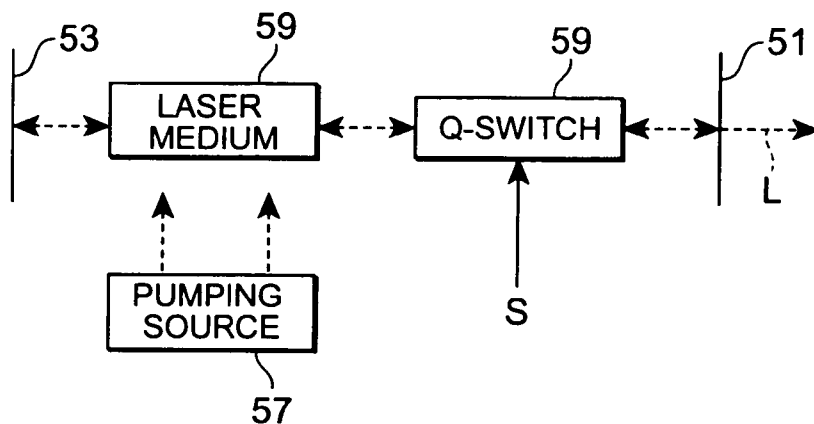 53
59
59
51
LASER
MEDIUM
Q-SWITCH
L
PUMPING
SOURCE
S
57